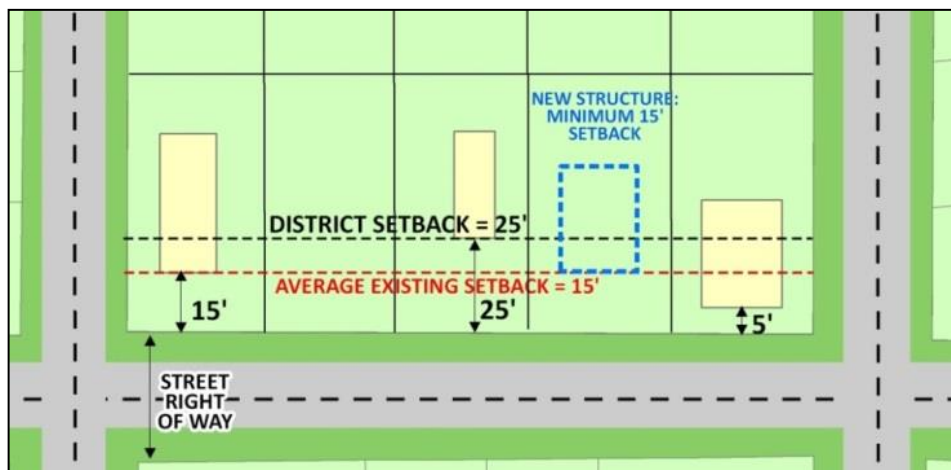 NEW STRUCTURE:
MINIMUM 15'
SETBACK
DISTRICT SETBACK = 25'
AVERAGE EXISTING SETBACK = 15'
15'
25'
5'
STREET
RIGHT
OF WAY